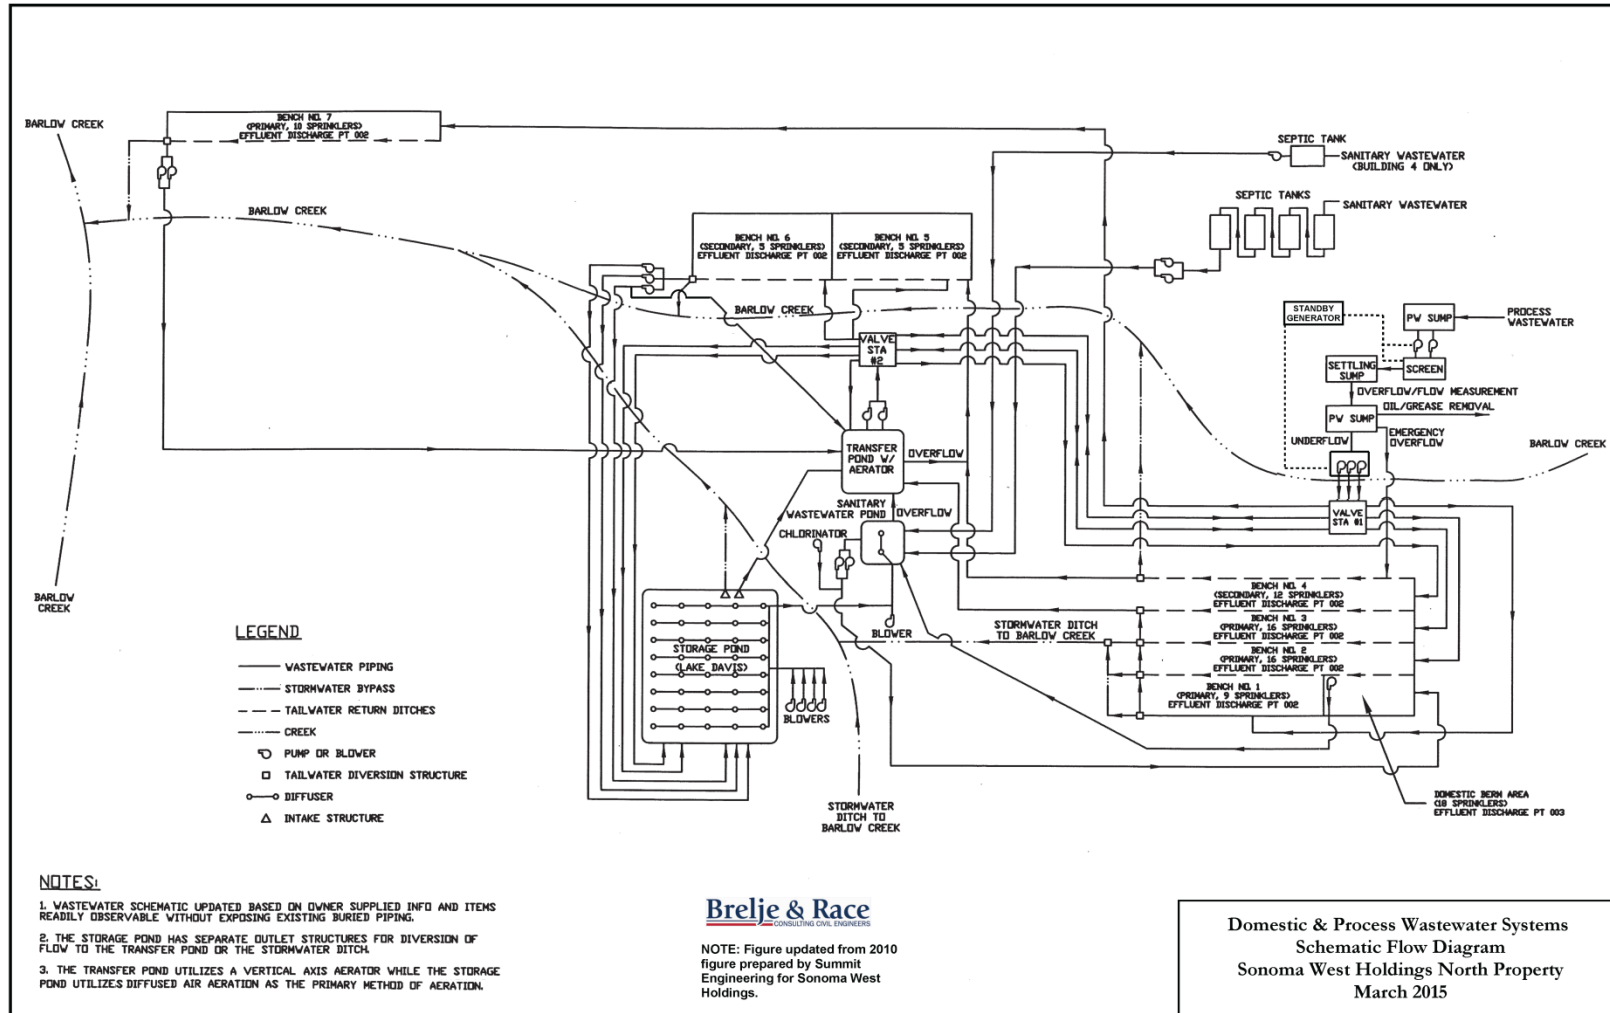 BARLOW CREEK
BENCH NO. 7
(PRIMARY, 10 SPRINKLERS)
EFFLUENT DISCHARGE PT 002
SEPTIC TANK
SANITARY WASTEWATER
(BUILDING 4 ONLY)
SEPTIC TANKS
SANITARY WASTEWATER
BARLOW CREEK
BENCH NO. 6
(SECONDARY, 5 SPRINKLERS)
EFFLUENT DISCHARGE PT 002
BENCH NO. 5
(SECONDARY, 5 SPRINKLERS)
EFFLUENT DISCHARGE PT 002
BARLOW CREEK
STANDBY
GENERATOR
PW SUMP
PROCESS
WASTEWATER
VALVE
STA
#2
SETTLING
SUMP
SCREEN
OVERFLOW/FLOW MEASUREMENT
OIL/GREASE REMOVAL
PW SUMP
EMERGENCY
OVERFLOW
UNDERFLOW
BARLOW CREEK
TRANSFER
POND W/
AERATOR
OVERFLOW
SANITARY
WASTEWATER POND
OVERFLOW
VALVE
STA #1
CHLORINATOR
BLOWER
BARLOW
CREEK
BENCH NO. 4
(SECONDARY, 12 SPRINKLERS)
EFFLUENT DISCHARGE PT 002
BENCH NO. 3
(PRIMARY, 16 SPRINKLERS)
EFFLUENT DISCHARGE PT 002
BENCH NO. 2
(PRIMARY, 16 SPRINKLERS)
EFFLUENT DISCHARGE PT 002
BENCH NO. 1
(PRIMARY, 9 SPRINKLERS)
EFFLUENT DISCHARGE PT 002
STORMWATER DITCH
TO BARLOW CREEK
STORAGE POND
(LAKE DAVIS)
BLOWERS
STORMWATER
DITCH TO
BARLOW CREEK
DOMESTIC BERM AREA
(18 SPRINKLERS)
EFFLUENT DISCHARGE PT 003
LEGEND
WASTEWATER PIPING
STORMWATER BYPASS
TAILWATER RETURN DITCHES
CREEK
PUMP OR BLOWER
TAILWATER DIVERSION STRUCTURE
DIFFUSER
INTAKE STRUCTURE
NOTES:
1. WASTEWATER SCHEMATIC UPDATED BASED ON OWNER SUPPLIED INFO AND ITEMS
READILY OBSERVABLE WITHOUT EXPOSING EXISTING BURIED PIPING.
2. THE STORAGE POND HAS SEPARATE OUTLET STRUCTURES FOR DIVERSION OF
FLOW TO THE TRANSFER POND OR THE STORMWATER DITCH.
3. THE TRANSFER POND UTILIZES A VERTICAL AXIS AERATOR WHILE THE STORAGE
POND UTILIZES DIFFUSED AIR AERATION AS THE PRIMARY METHOD OF AERATION.
Brelje & Race
CONSULTING CIVIL ENGINEERS
NOTE: Figure updated from 2010
figure prepared by Summit
Engineering for Sonoma West
Holdings.
Domestic & Process Wastewater Systems
Schematic Flow Diagram
Sonoma West Holdings North Property
March 2015